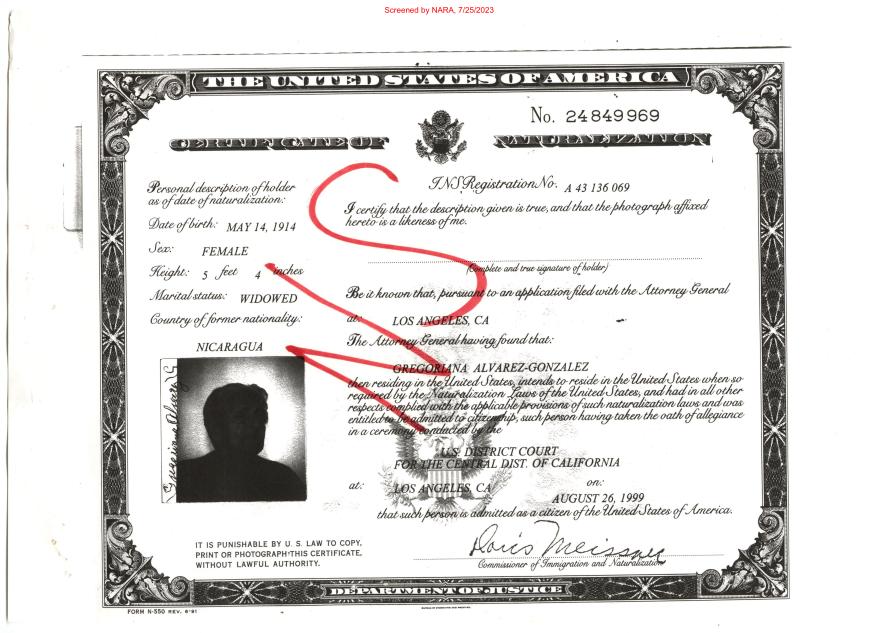 Screened by NARA, 7/25/2023
THE UNITED STATES OF AMERICA
No. 24849969
CERTIFICATE OF NATURALIZATION
Personal description of holder
as of date of naturalization:
Date of birth: MAY 14, 1914
Sex: FEMALE
Height: 5 feet 4 inches
Marital status: WIDOWED
Country of former nationality:
NICARAGUA
INS Registration No. A 43 136 069
I certify that the description given is true, and that the photograph affixed
hereto is a likeness of me.
(Complete and true signature of holder)
Be it known that, pursuant to an application filed with the Attorney General
at: LOS ANGELES, CA
The Attorney General having found that:
GREGORIANA ALVAREZ-GONZALEZ
then residing in the United States, intends to reside in the United States when so
required by the Naturalization Laws of the United States, and had in all other
respects complied with the applicable provisions of such naturalization laws and was
entitled to be admitted to citizenship, such person having taken the oath of allegiance
in a ceremony conducted by the
U.S. DISTRICT COURT
FOR THE CENTRAL DIST. OF CALIFORNIA
at: LOS ANGELES, CA on:
AUGUST 26, 1999
that such person is admitted as a citizen of the United States of America.
Doris Meissner
Commissioner of Immigration and Naturalization
IT IS PUNISHABLE BY U. S. LAW TO COPY,
PRINT OR PHOTOGRAPH THIS CERTIFICATE,
WITHOUT LAWFUL AUTHORITY.
DEPARTMENT OF JUSTICE
FORM N-550 REV. 6-91